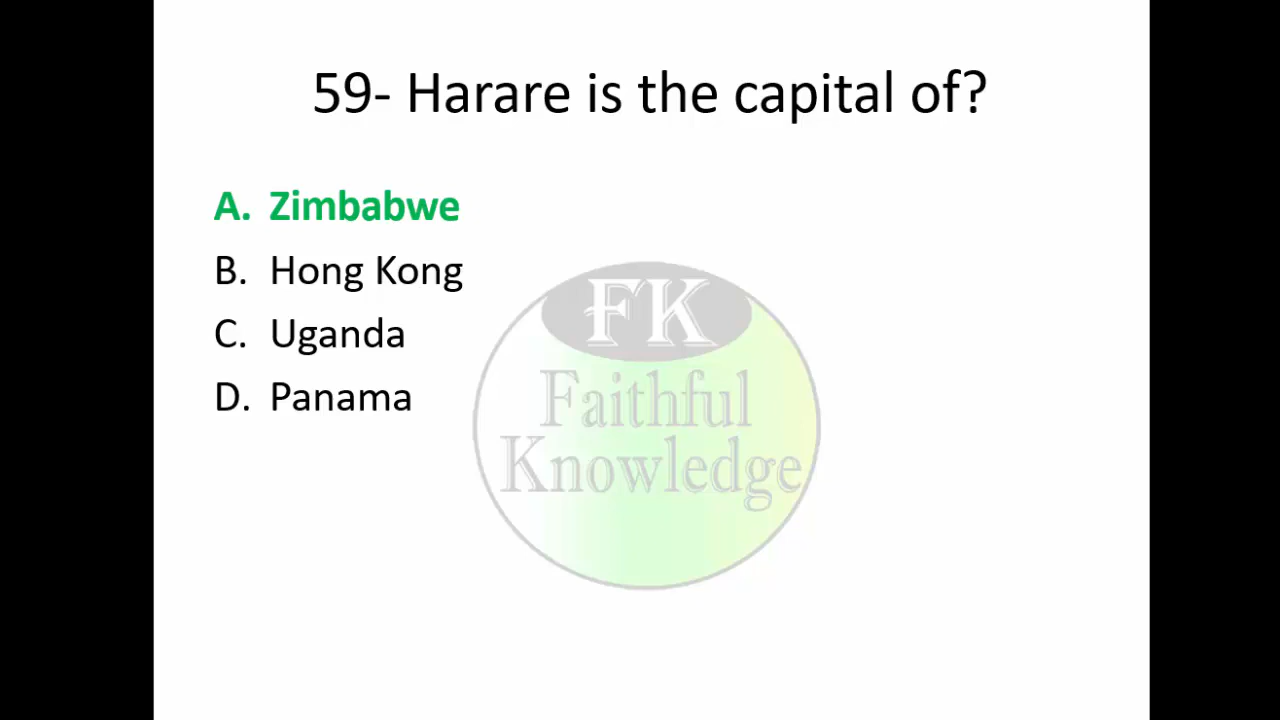 59- Harare is the capital of?
A. Zimbabwe
B. Hong Kong
C. Uganda
D. Panama
FK
Faithful
Knowledge